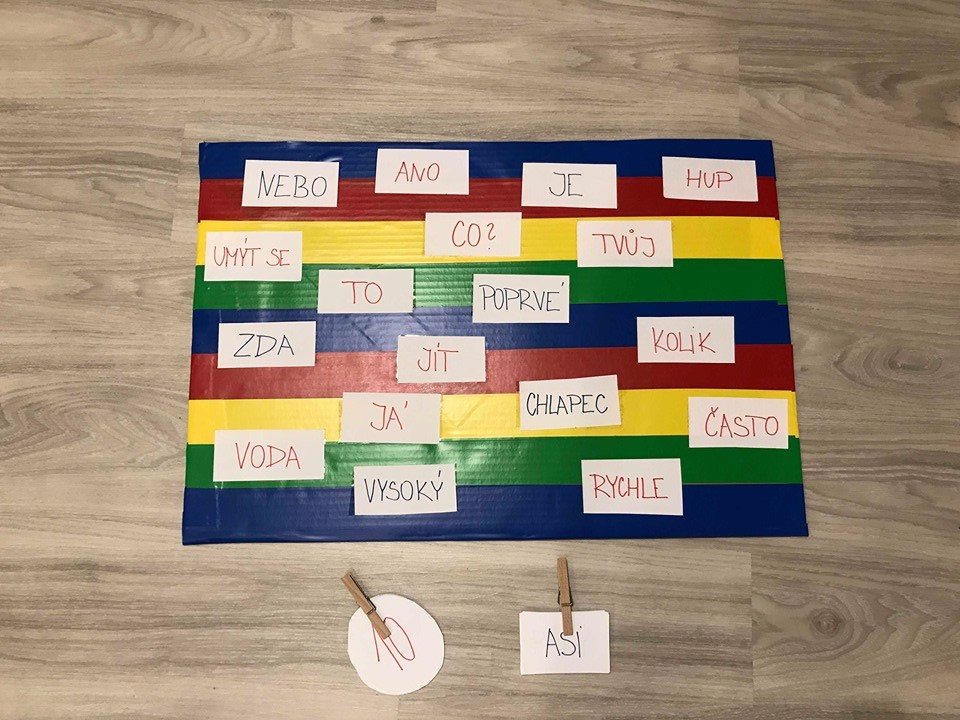 NEBO
ANO
JE
HUP
UMÝT SE
CO?
TVŮJ
TO
POPRVÉ
ZDA
JÍT
KOLIK
JÁ
CHLAPEC
ČASTO
VODA
VYSOKÝ
RYCHLE
10
ASI